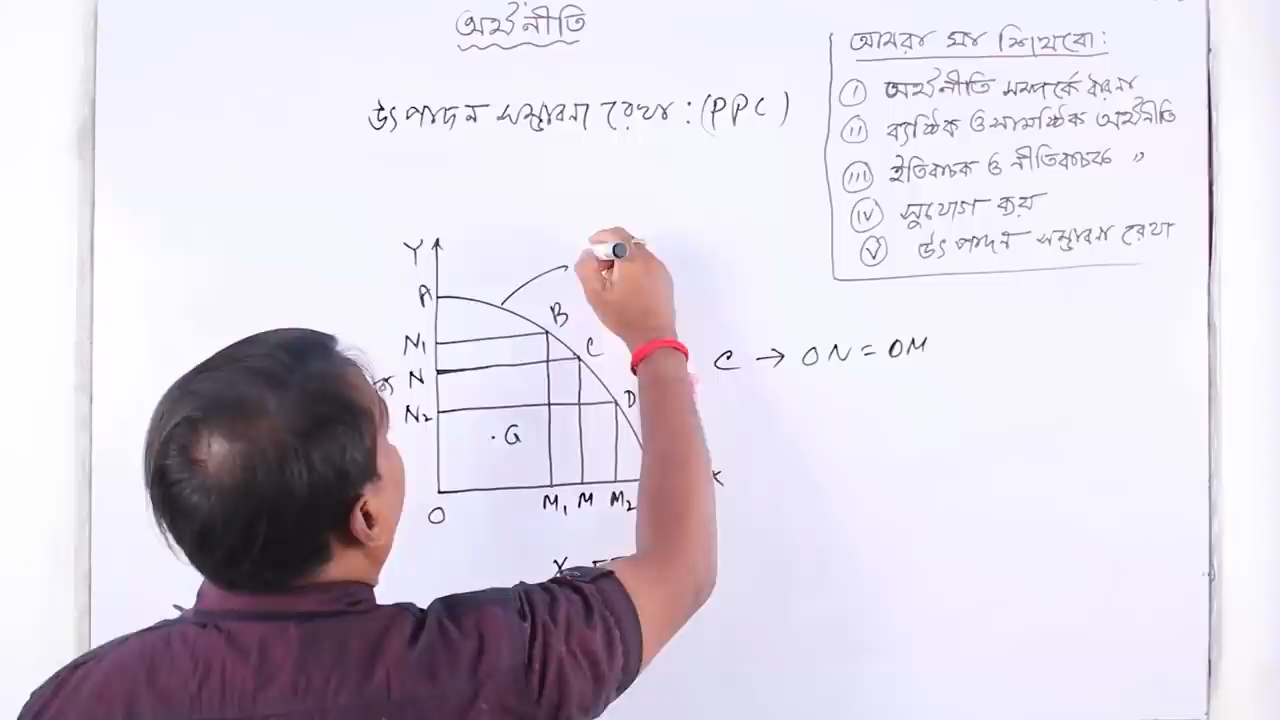 অর্থনীতি
উৎপাদন সম্ভাবনা রেখা : (PPC)
আমরা যা শিখবো :
i অর্থনীতি সম্পর্কে ধারনা
ii ব্যষ্টিক ও সামষ্টিক অর্থনীতি
iii ইতিবাচক ও নীতিবাচক "
iv সুযোগ ব্যয়
v উৎপাদন সম্ভাবনা রেখা
Y
A
B
N₁
C
C → ON = OM
N
D
N₂
. G
O
M₁ M M₂
X